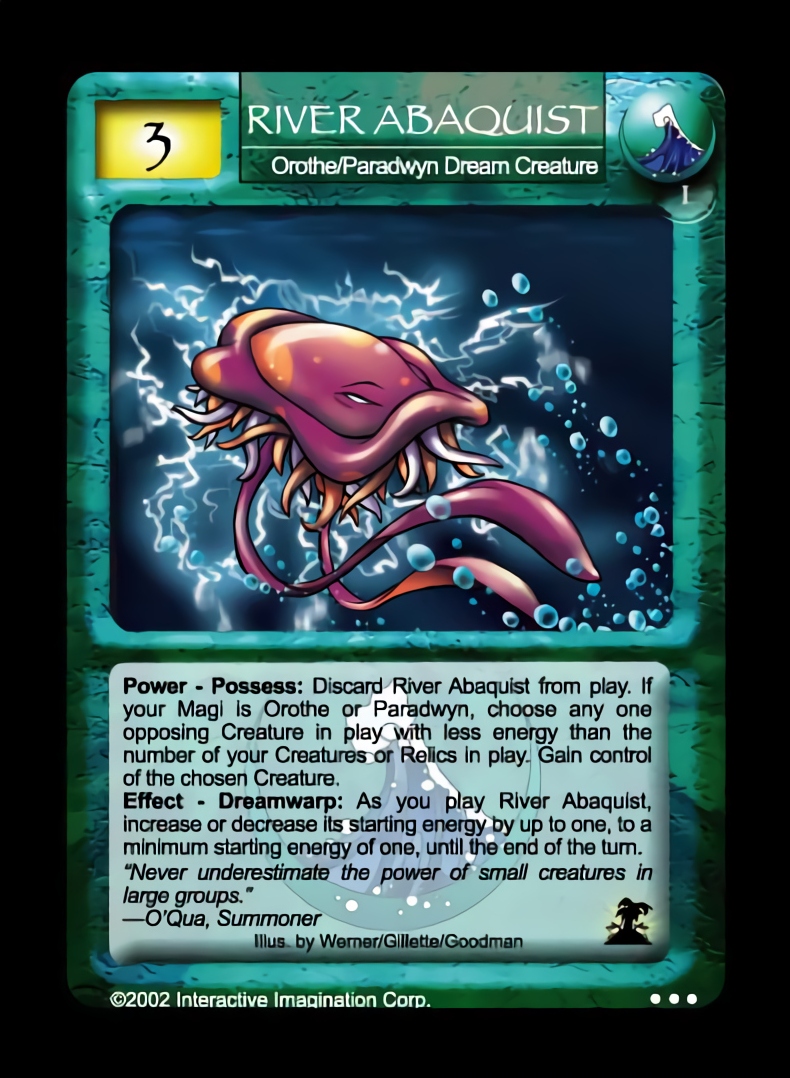 3
RIVER ABAQUIST
Orothe/Paradwyn Dream Creature
I
Power - Possess: Discard River Abaquist from play. If
your Magi is Orothe or Paradwyn, choose any one
opposing Creature in play with less energy than the
number of your Creatures or Relics in play. Gain control
of the chosen Creature.
Effect - Dreamwarp: As you play River Abaquist,
increase or decrease its starting energy by up to one, to a
minimum starting energy of one, until the end of the turn.
"Never underestimate the power of small creatures in
large groups."
—O'Qua, Summoner
Illus. by Werner/Gillette/Goodman
©2002 Interactive Imagination Corp.